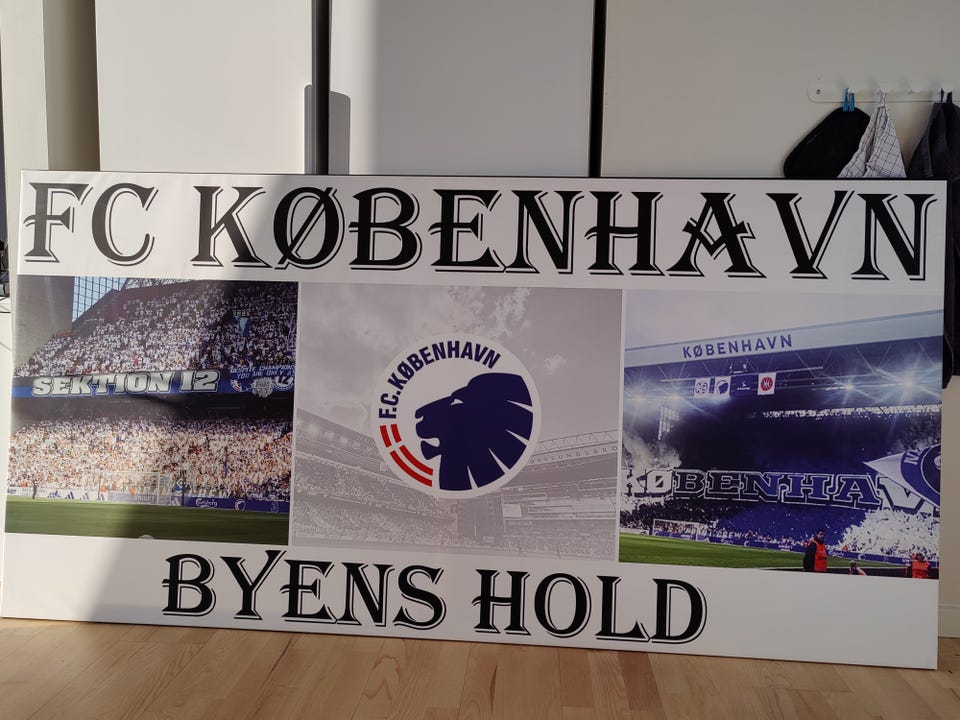 FC KØBENHAVN
SEKTION 12
F.C. KØBENHAVN
KØBENHAVN
KØBENHAVN
BYENS HOLD